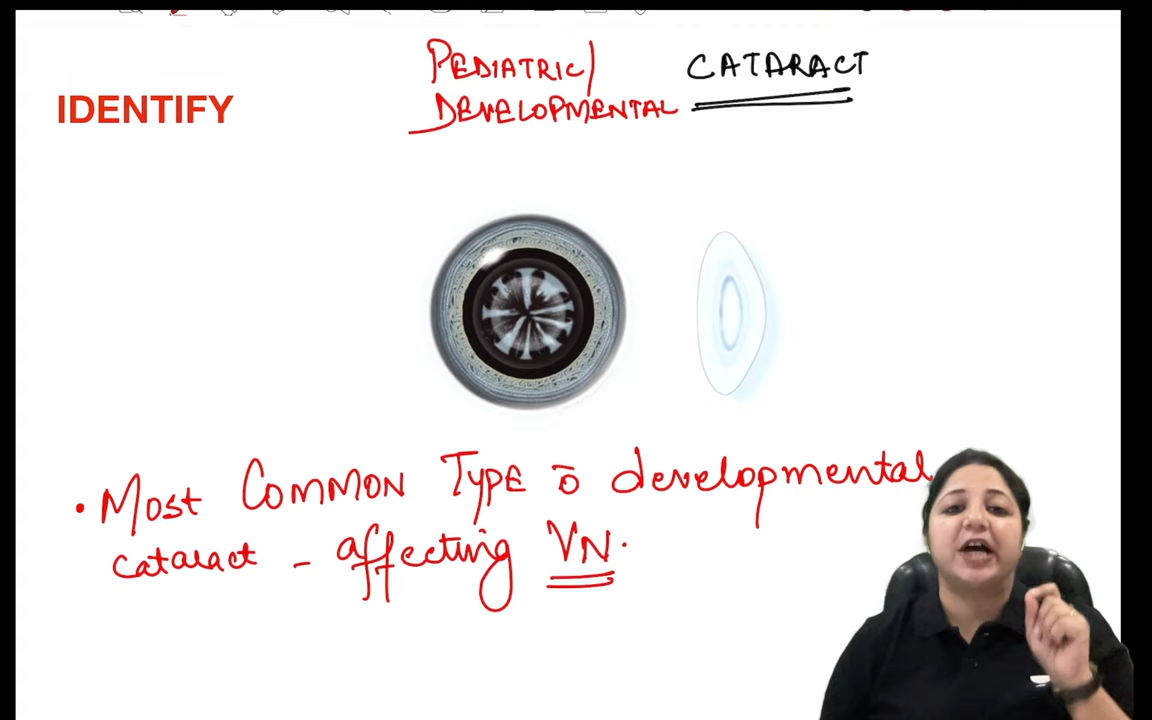 PEDIATRIC/ CATARACT
IDENTIFY DEVELOPMENTAL
• MOST COMMON TYPE ō developmental
cataract - affecting VN.